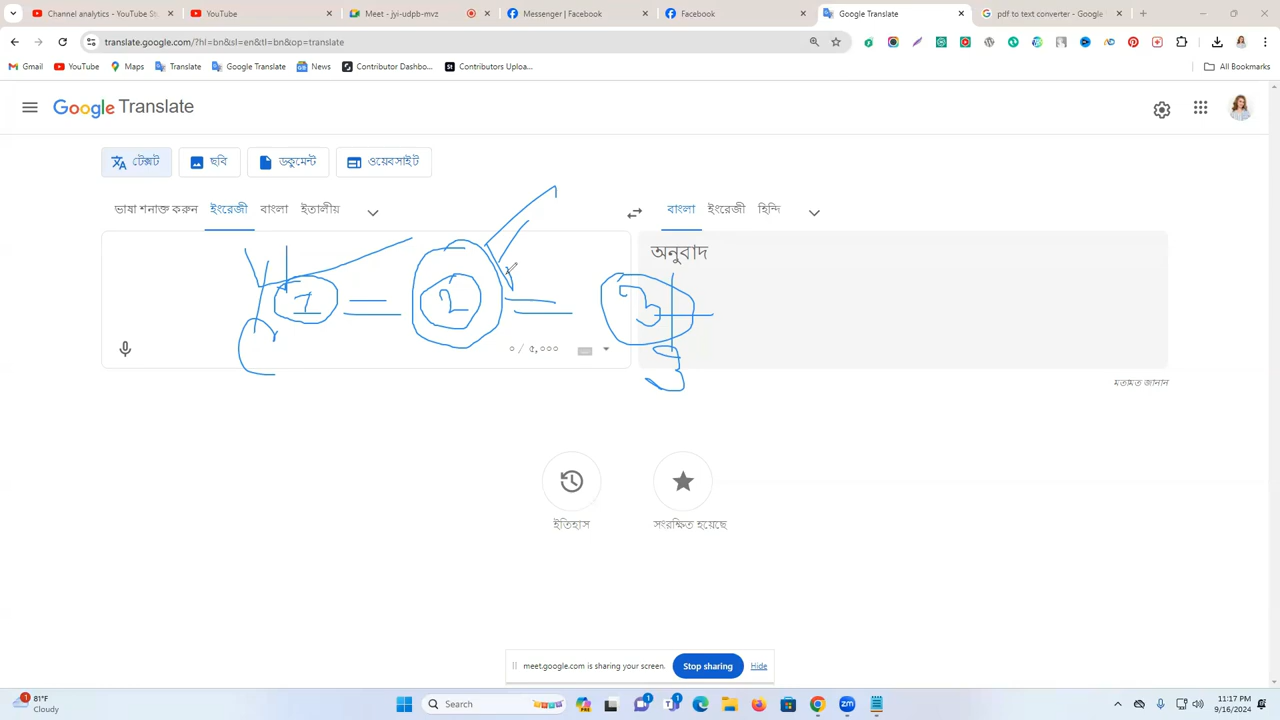 Channel analytics - YouTube St
YouTube
Meet - jyi-udpb-mvz
Messenger | Facebook
Facebook
Google Translate
pdf to text converter - Google
translate.google.com/?hl=bn&sl=en&tl=bn&op=translate
Gmail
YouTube
Maps
Translate
Google Translate
News
Contributor Dashbo...
Contributors Uploa...
All Bookmarks
Google Translate
টেক্সট
ছবি
ডকুমেন্ট
ওয়েবসাইট
ভাষা শনাক্ত করুন
ইংরেজী
বাংলা
ইতালীয়
বাংলা
ইংরেজী
হিন্দি
অনুবাদ
1 = 2 = 3
০ / ৫,০০০
মতামত জানান
ইতিহাস
সংরক্ষিত হয়েছে
meet.google.com is sharing your screen.
Stop sharing
Hide
81°F
Cloudy
Search
11:17 PM
9/16/2024